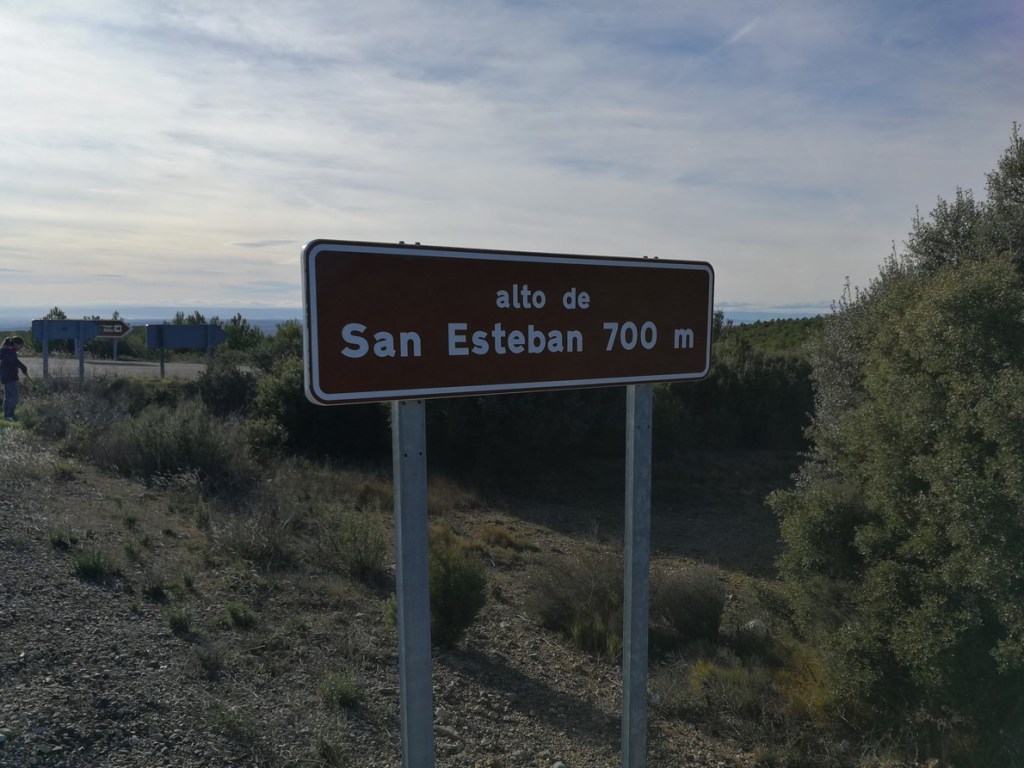 alto de
San Esteban 700 m